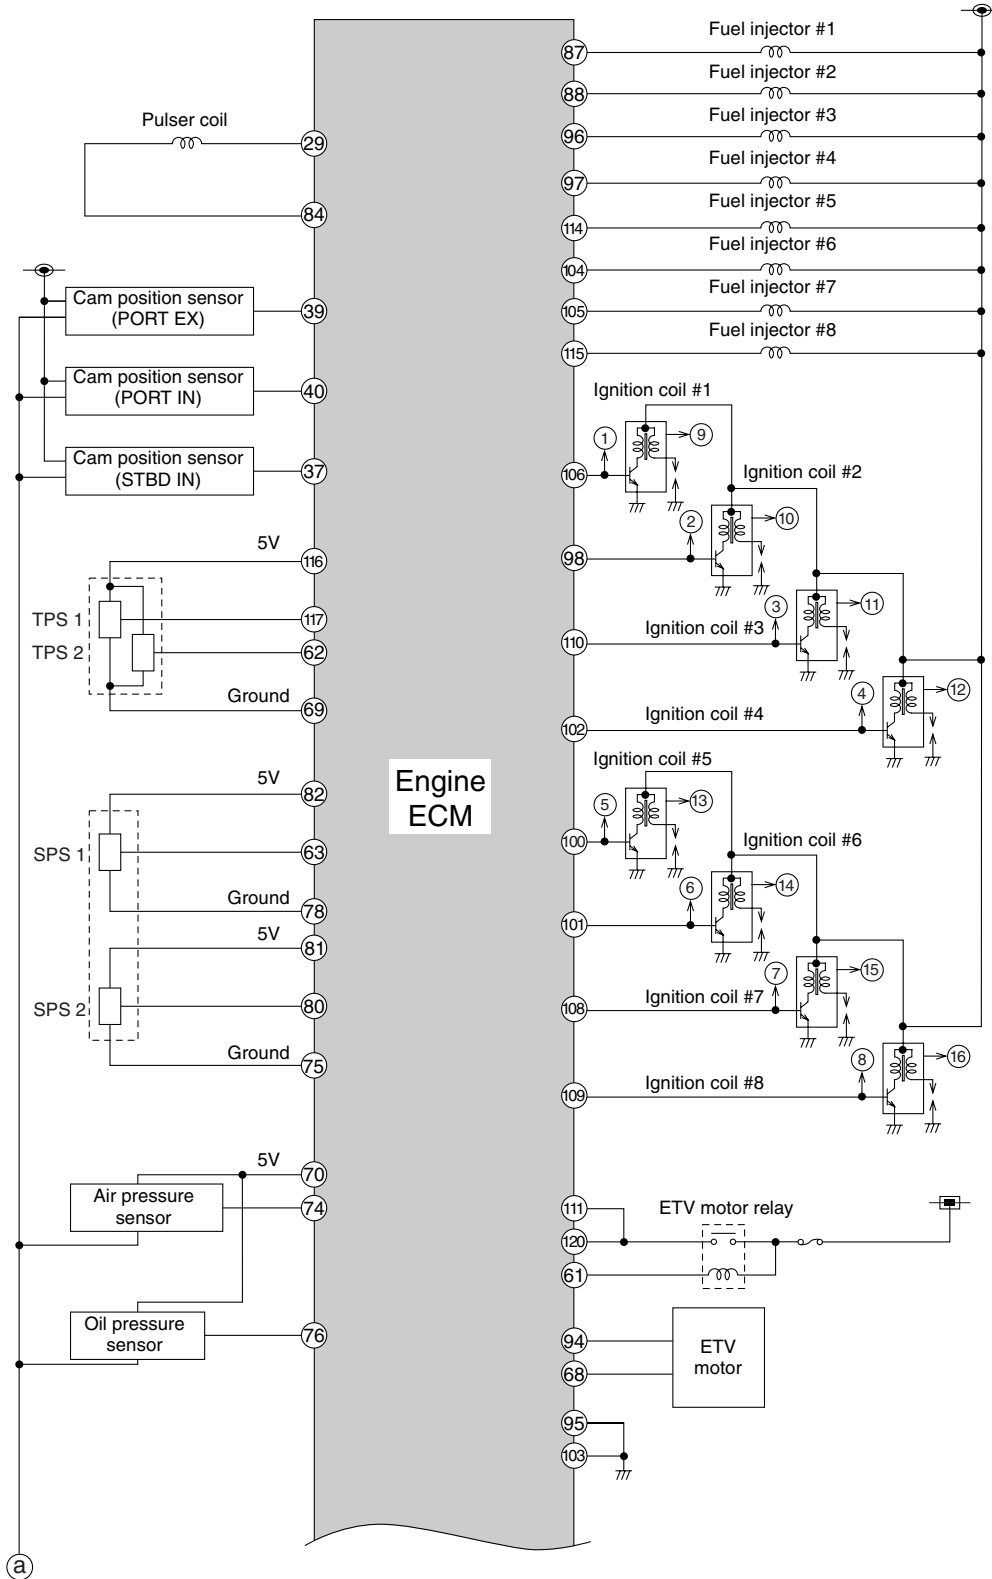 Pulser coil
29
84
Cam position sensor
(PORT EX)
39
Cam position sensor
(PORT IN)
40
Cam position sensor
(STBD IN)
37
5V
116
TPS 1
117
TPS 2
62
Ground
69
5V
82
SPS 1
63
Ground
78
5V
81
SPS 2
80
Ground
75
5V
70
Air pressure
sensor
74
Oil pressure
sensor
76
a
Engine
ECM
87
Fuel injector #1
88
Fuel injector #2
96
Fuel injector #3
97
Fuel injector #4
114
Fuel injector #5
104
Fuel injector #6
105
Fuel injector #7
115
Fuel injector #8
Ignition coil #1
106
1
9
Ignition coil #2
98
2
10
Ignition coil #3
110
3
11
Ignition coil #4
102
4
12
Ignition coil #5
100
5
13
Ignition coil #6
101
6
14
Ignition coil #7
108
7
15
Ignition coil #8
109
8
16
111
ETV motor relay
120
61
94
ETV
motor
68
95
103